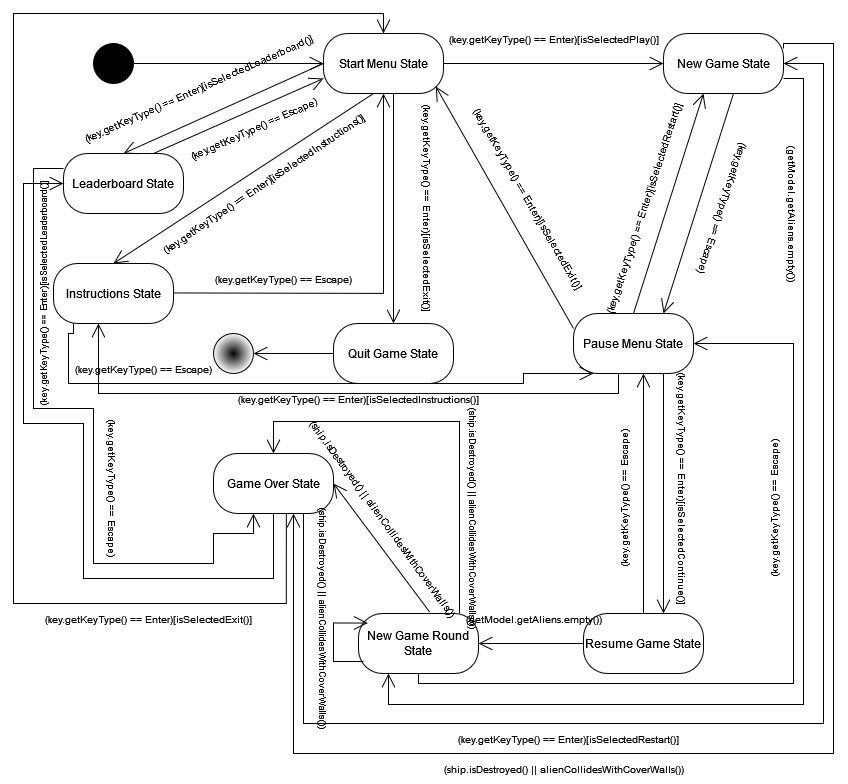 (key.getKeyType() == Enter)[isSelectedPlay()]
Start Menu State
New Game State
(key.getKeyType() == Enter)[isSelectedLeaderboard()]
(key.getKeyType() == Escape)
Leaderboard State
(key.getKeyType() == Enter)[isSelectedInstructions()]
(key.getKeyType() == Enter)[isSelectedExit()]
(key.getKeyType() == Enter)[isSelectedExit()]
(key.getKeyType() == Enter)[isSelectedRestart()]
(key.getKeyType() == Escape)
(getModel.getAliens.empty())
(key.getKeyType() == Enter)[isSelectedLeaderboard()]
Instructions State
(key.getKeyType() == Escape)
Quit Game State
Pause Menu State
(key.getKeyType() == Escape)
(key.getKeyType() == Enter)[isSelectedInstructions()]
(key.getKeyType() == Escape)
Game Over State
(ship.isDestroyed() || alienCollidesWithCoverWalls()]
(ship.isDestroyed() || alienCollidesWithCoverWalls()]
(ship.isDestroyed() || alienCollidesWithCoverWalls()]
(key.getKeyType() == Escape)
(key.getKeyType() == Enter)[isSelectedContinue()]
(key.getKeyType() == Escape)
(key.getKeyType() == Enter)[isSelectedExit()]
New Game Round
State
(getModel.getAliens.empty())
Resume Game State
(key.getKeyType() == Enter)[isSelectedRestart()]
(ship.isDestroyed() || alienCollidesWithCoverWalls()]